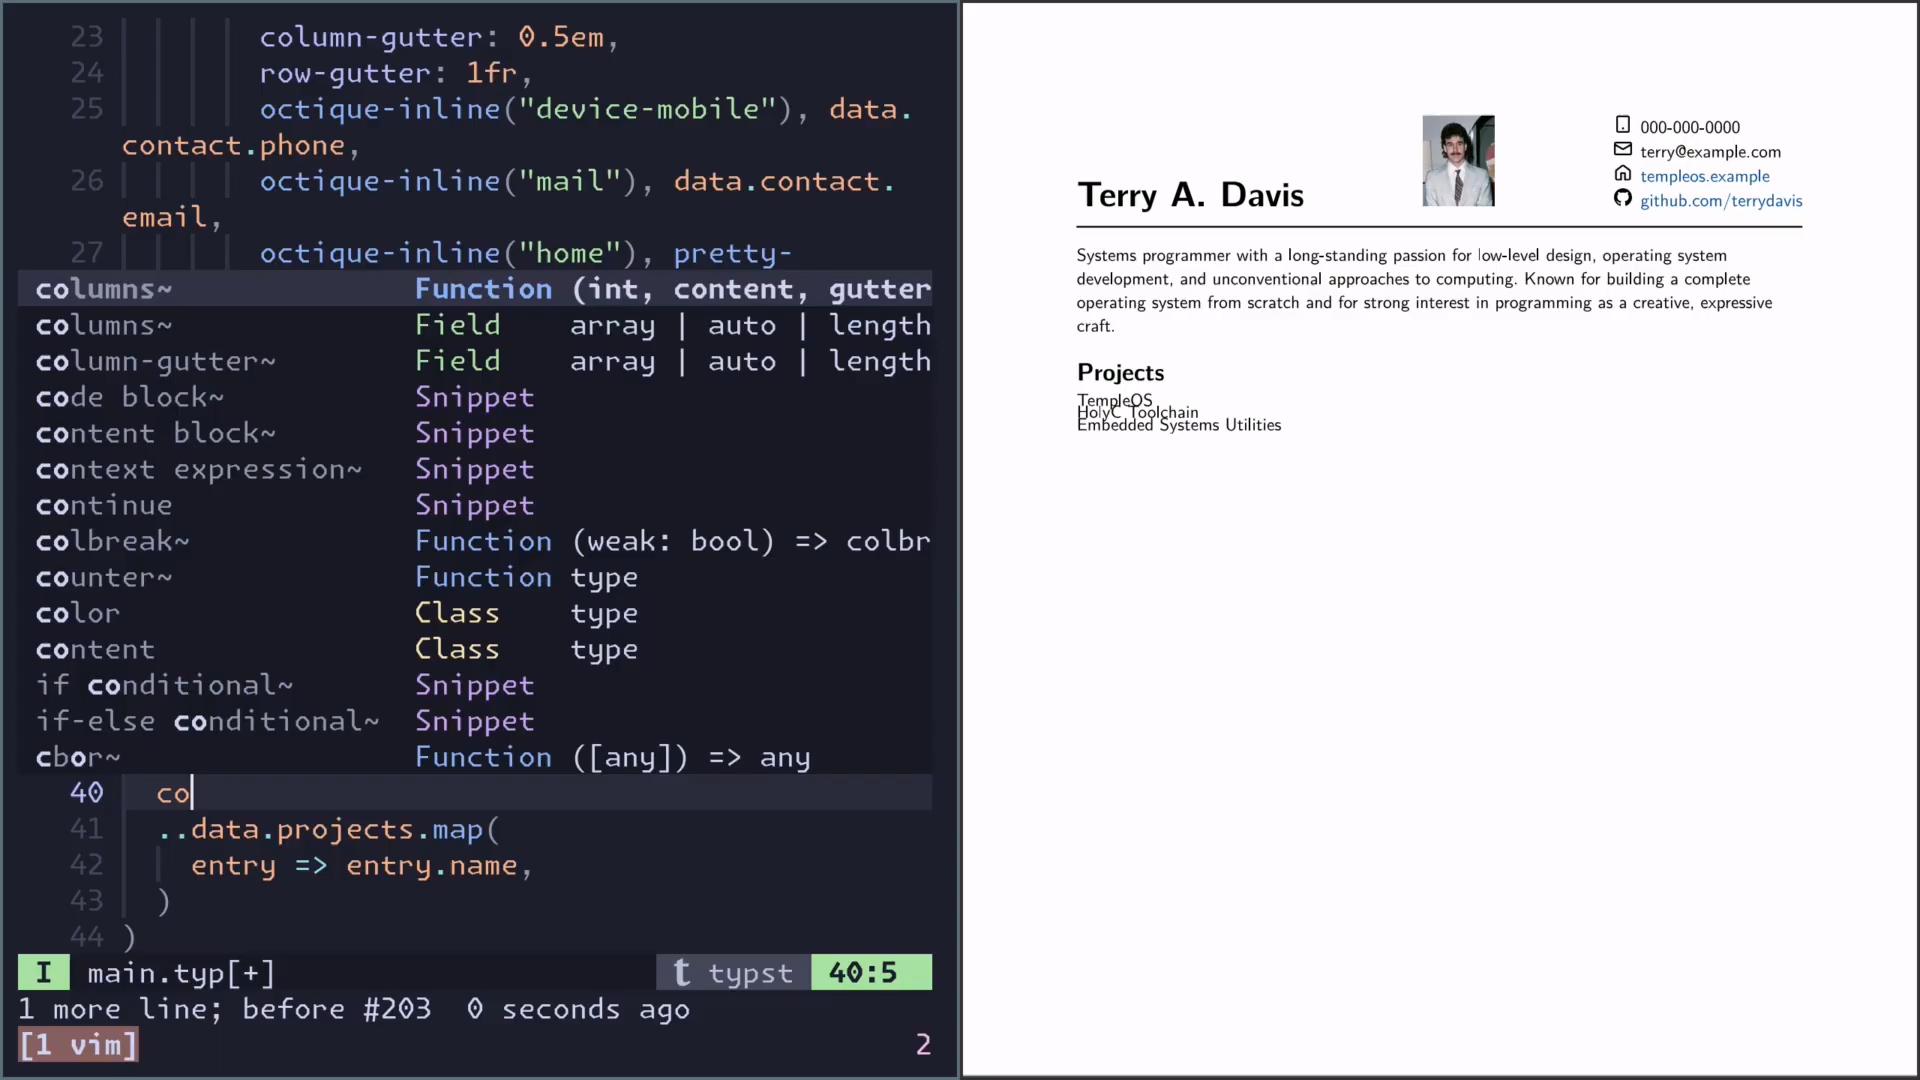 23 column-gutter: 0.5em,
24 row-gutter: 1fr,
25 octique-inline("device-mobile"), data.
contact.phone,
26 octique-inline("mail"), data.contact.
email,
27 octique-inline("home"), pretty-
columns~ Function (int, content, gutter
columns~ Field array | auto | length
column-gutter~ Field array | auto | length
code block~ Snippet
content block~ Snippet
context expression~ Snippet
continue Snippet
colbreak~ Function (weak: bool) => colbr
counter~ Function type
color Class type
content Class type
if conditional~ Snippet
if-else conditional~ Snippet
cbor~ Function ([any]) => any
40 co
41 ..data.projects.map(
42 entry => entry.name,
43 )
44 )
I main.typ[+] t typst 40:5
1 more line; before #203 0 seconds ago
[1 vim] 2
Terry A. Davis
000-000-0000
terry@example.com
templeos.example
github.com/terrydavis
Systems programmer with a long-standing passion for low-level design, operating system
development, and unconventional approaches to computing. Known for building a complete
operating system from scratch and for strong interest in programming as a creative, expressive
craft.
Projects
TempleOS
HolyC Toolchain
Embedded Systems Utilities